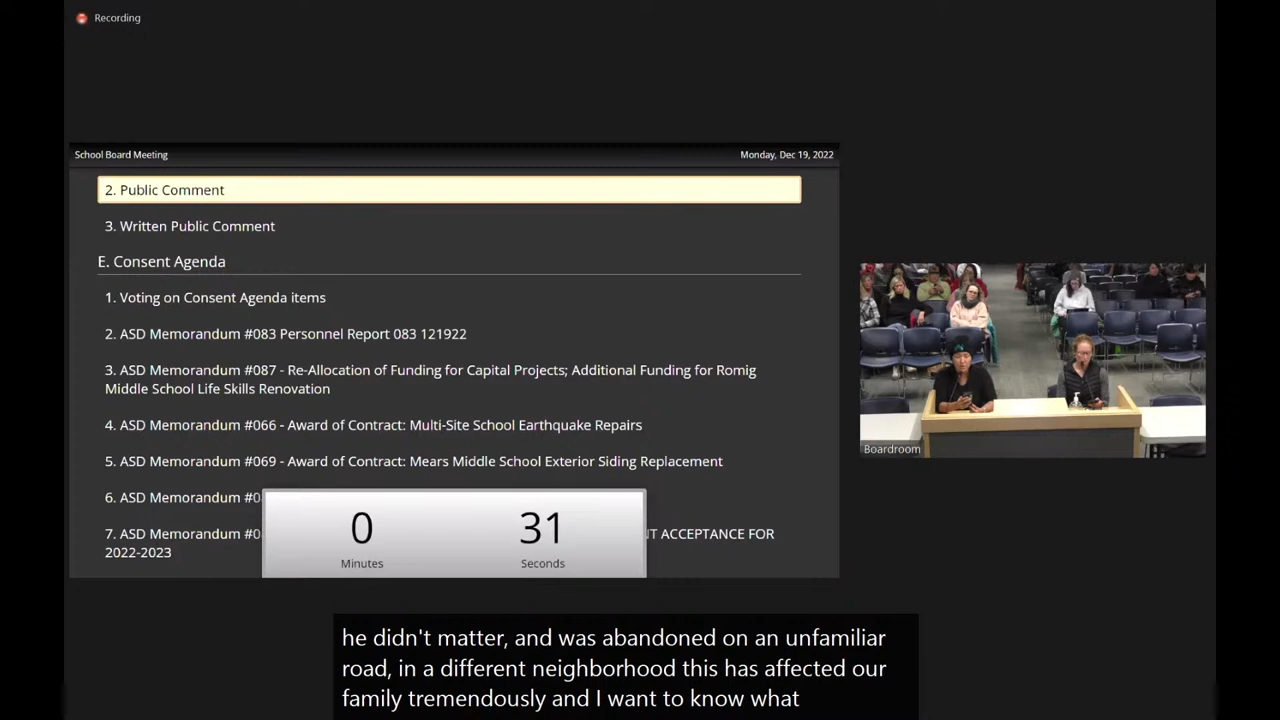 Recording
School Board Meeting
Monday, Dec 19, 2022
2. Public Comment
3. Written Public Comment
E. Consent Agenda
1. Voting on Consent Agenda items
2. ASD Memorandum #083 Personnel Report 083 121922
3. ASD Memorandum #087 - Re-Allocation of Funding for Capital Projects; Additional Funding for Romig
Middle School Life Skills Renovation
4. ASD Memorandum #066 - Award of Contract: Multi-Site School Earthquake Repairs
5. ASD Memorandum #069 - Award of Contract: Mears Middle School Exterior Siding Replacement
6. ASD Memorandum
7. ASD Memorandum ACCEPTANCE FOR
2022-2023
0 31
Minutes Seconds
Boardroom
he didn't matter, and was abandoned on an unfamiliar
road, in a different neighborhood this has affected our
family tremendously and I want to know what